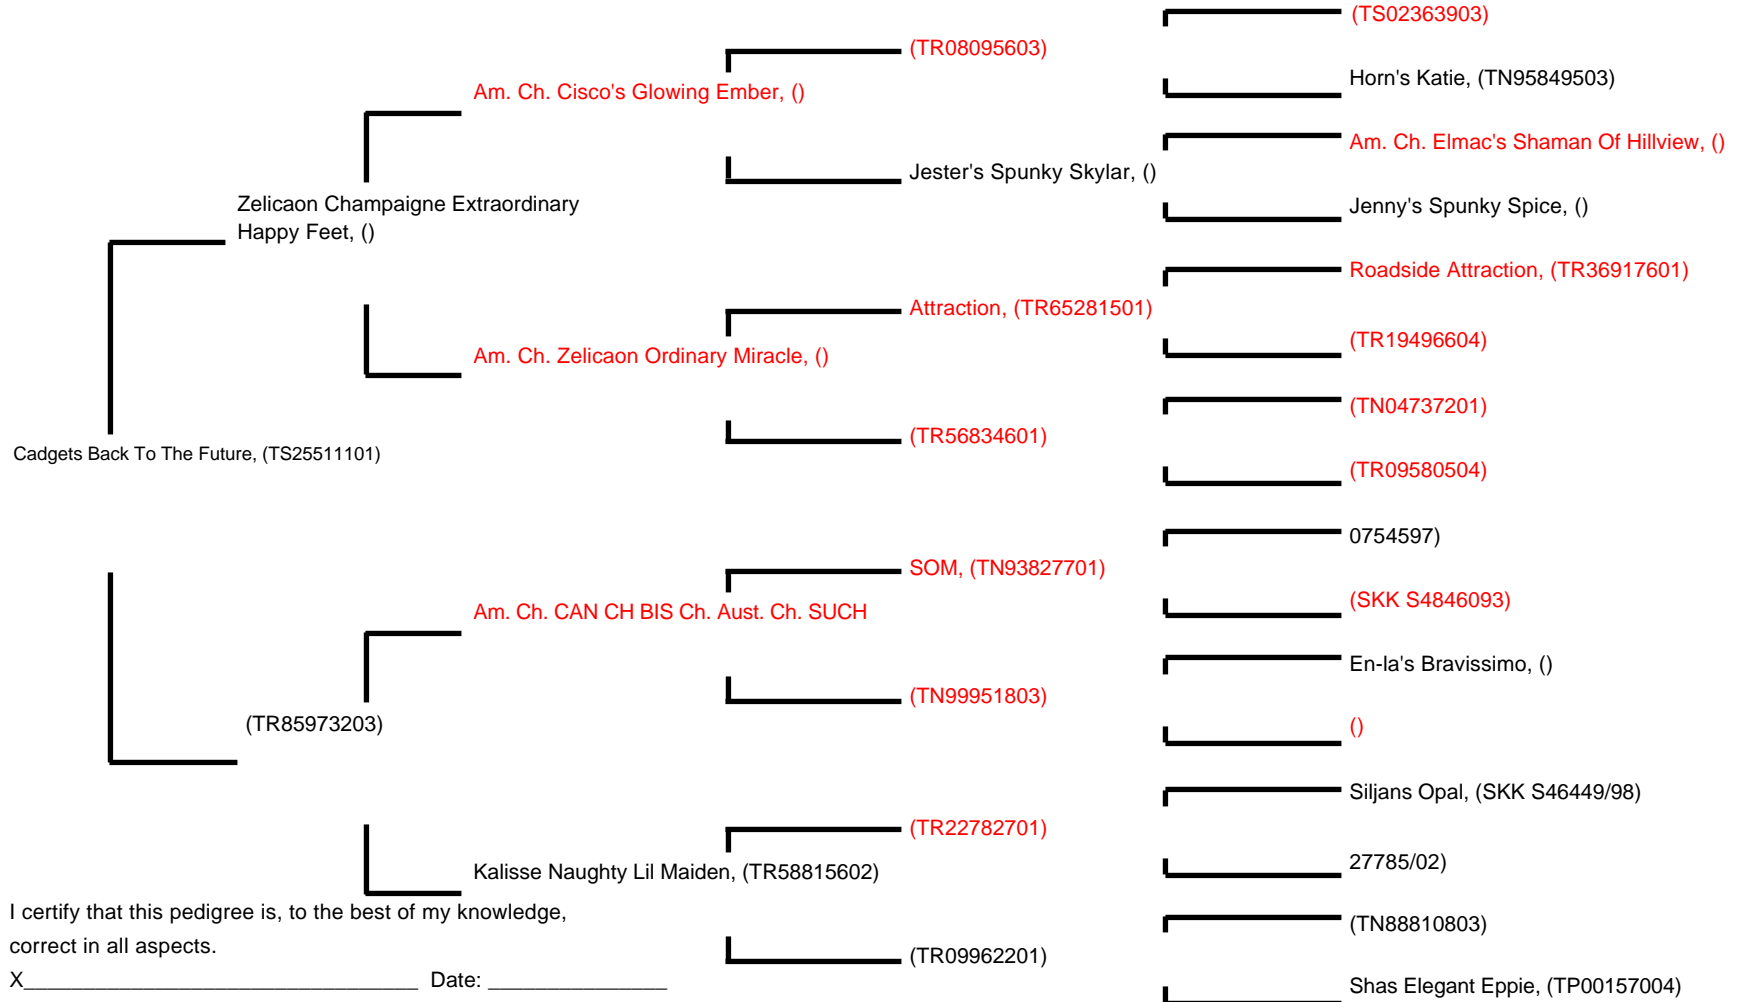 (TS02363903)
(TR08095603)
Horn's Katie, (TN95849503)
Am. Ch. Cisco's Glowing Ember, ()
Am. Ch. Elmac's Shaman Of Hillview, ()
Jester's Spunky Skylar, ()
Zelicaon Champaigne Extraordinary
Happy Feet, ()
Jenny's Spunky Spice, ()
Roadside Attraction, (TR36917601)
Attraction, (TR65281501)
(TR19496604)
Am. Ch. Zelicaon Ordinary Miracle, ()
(TN04737201)
(TR56834601)
Cadgets Back To The Future, (TS25511101)
(TR09580504)
0754597)
SOM, (TN93827701)
(SKK S4846093)
Am. Ch. CAN CH BIS Ch. Aust. Ch. SUCH
En-la's Bravissimo, ()
(TN99951803)
(TR85973203)
()
Siljans Opal, (SKK S46449/98)
(TR22782701)
27785/02)
Kalisse Naughty Lil Maiden, (TR58815602)
(TN88810803)
(TR09962201)
Shas Elegant Eppie, (TP00157004)
I certify that this pedigree is, to the best of my knowledge,
correct in all aspects.
X_________________________________ Date: _______________